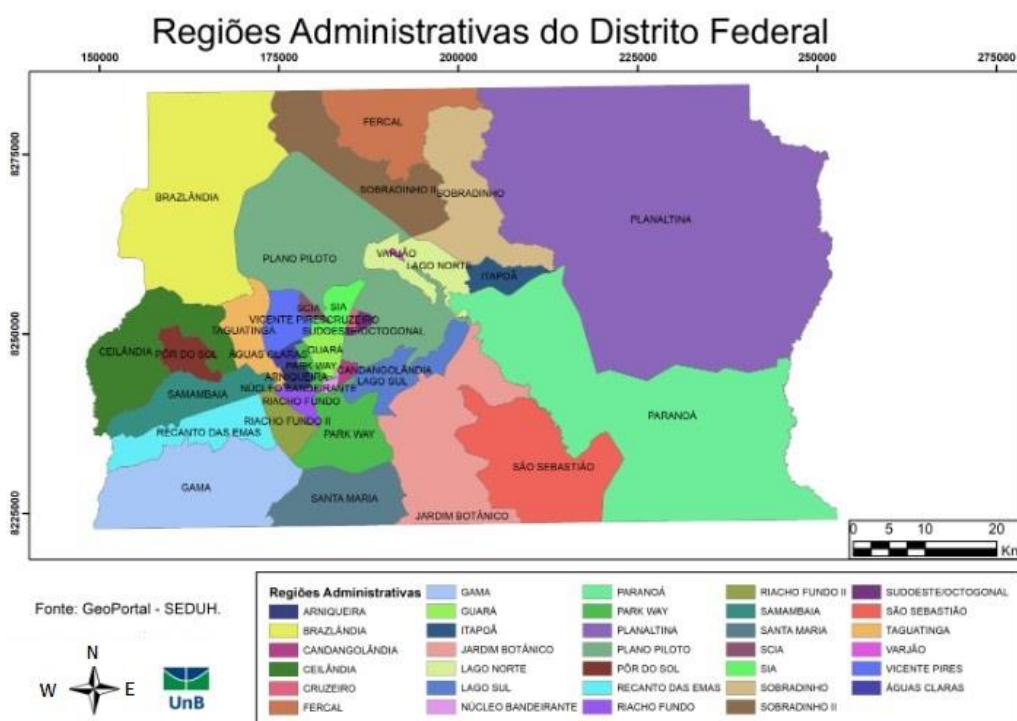 Regiões Administrativas do Distrito Federal
150000 175000 200000 225000 250000 275000
8275000
8250000
8225000
FERCAL
BRAZLÂNDIA
SOBRADINHO II
SOBRADINHO
PLANALTINA
PLANO PILOTO
VARJÃO
LAGO NORTE
ITAPOÃ
SCIA
SIA
VICENTE PIRES
CRUZEIRO
TAGUATINGA
SUDOESTE/OCTOGONAL
CEILÂNDIA
PÔR DO SOL
ÁGUAS CLARAS
GUARÁ
PARK WAY
CANDANGOLÂNDIA
ARNIQUEIRA
LAGO SUL
NÚCLEO BANDEIRANTE
SAMAMBAIA
RIACHO FUNDO
PARANOÁ
RIACHO FUNDO II
RECANTO DAS EMAS
PARK WAY
SÃO SEBASTIÃO
GAMA
SANTA MARIA
JARDIM BOTÂNICO
0 5 10 20
Km
Fonte: GeoPortal - SEDUH.
N
W E
S
UnB
Regiões Administrativas
ARNIQUEIRA
BRAZLÂNDIA
CANDANGOLÂNDIA
CEILÂNDIA
CRUZEIRO
FERCAL
GAMA
GUARÁ
ITAPOÃ
JARDIM BOTÂNICO
LAGO NORTE
LAGO SUL
NÚCLEO BANDEIRANTE
PARANOÁ
PARK WAY
PLANALTINA
PLANO PILOTO
PÔR DO SOL
RECANTO DAS EMAS
RIACHO FUNDO
RIACHO FUNDO II
SAMAMBAIA
SANTA MARIA
SCIA
SIA
SOBRADINHO
SOBRADINHO II
SUDOESTE/OCTOGONAL
SÃO SEBASTIÃO
TAGUATINGA
VARJÃO
VICENTE PIRES
ÁGUAS CLARAS